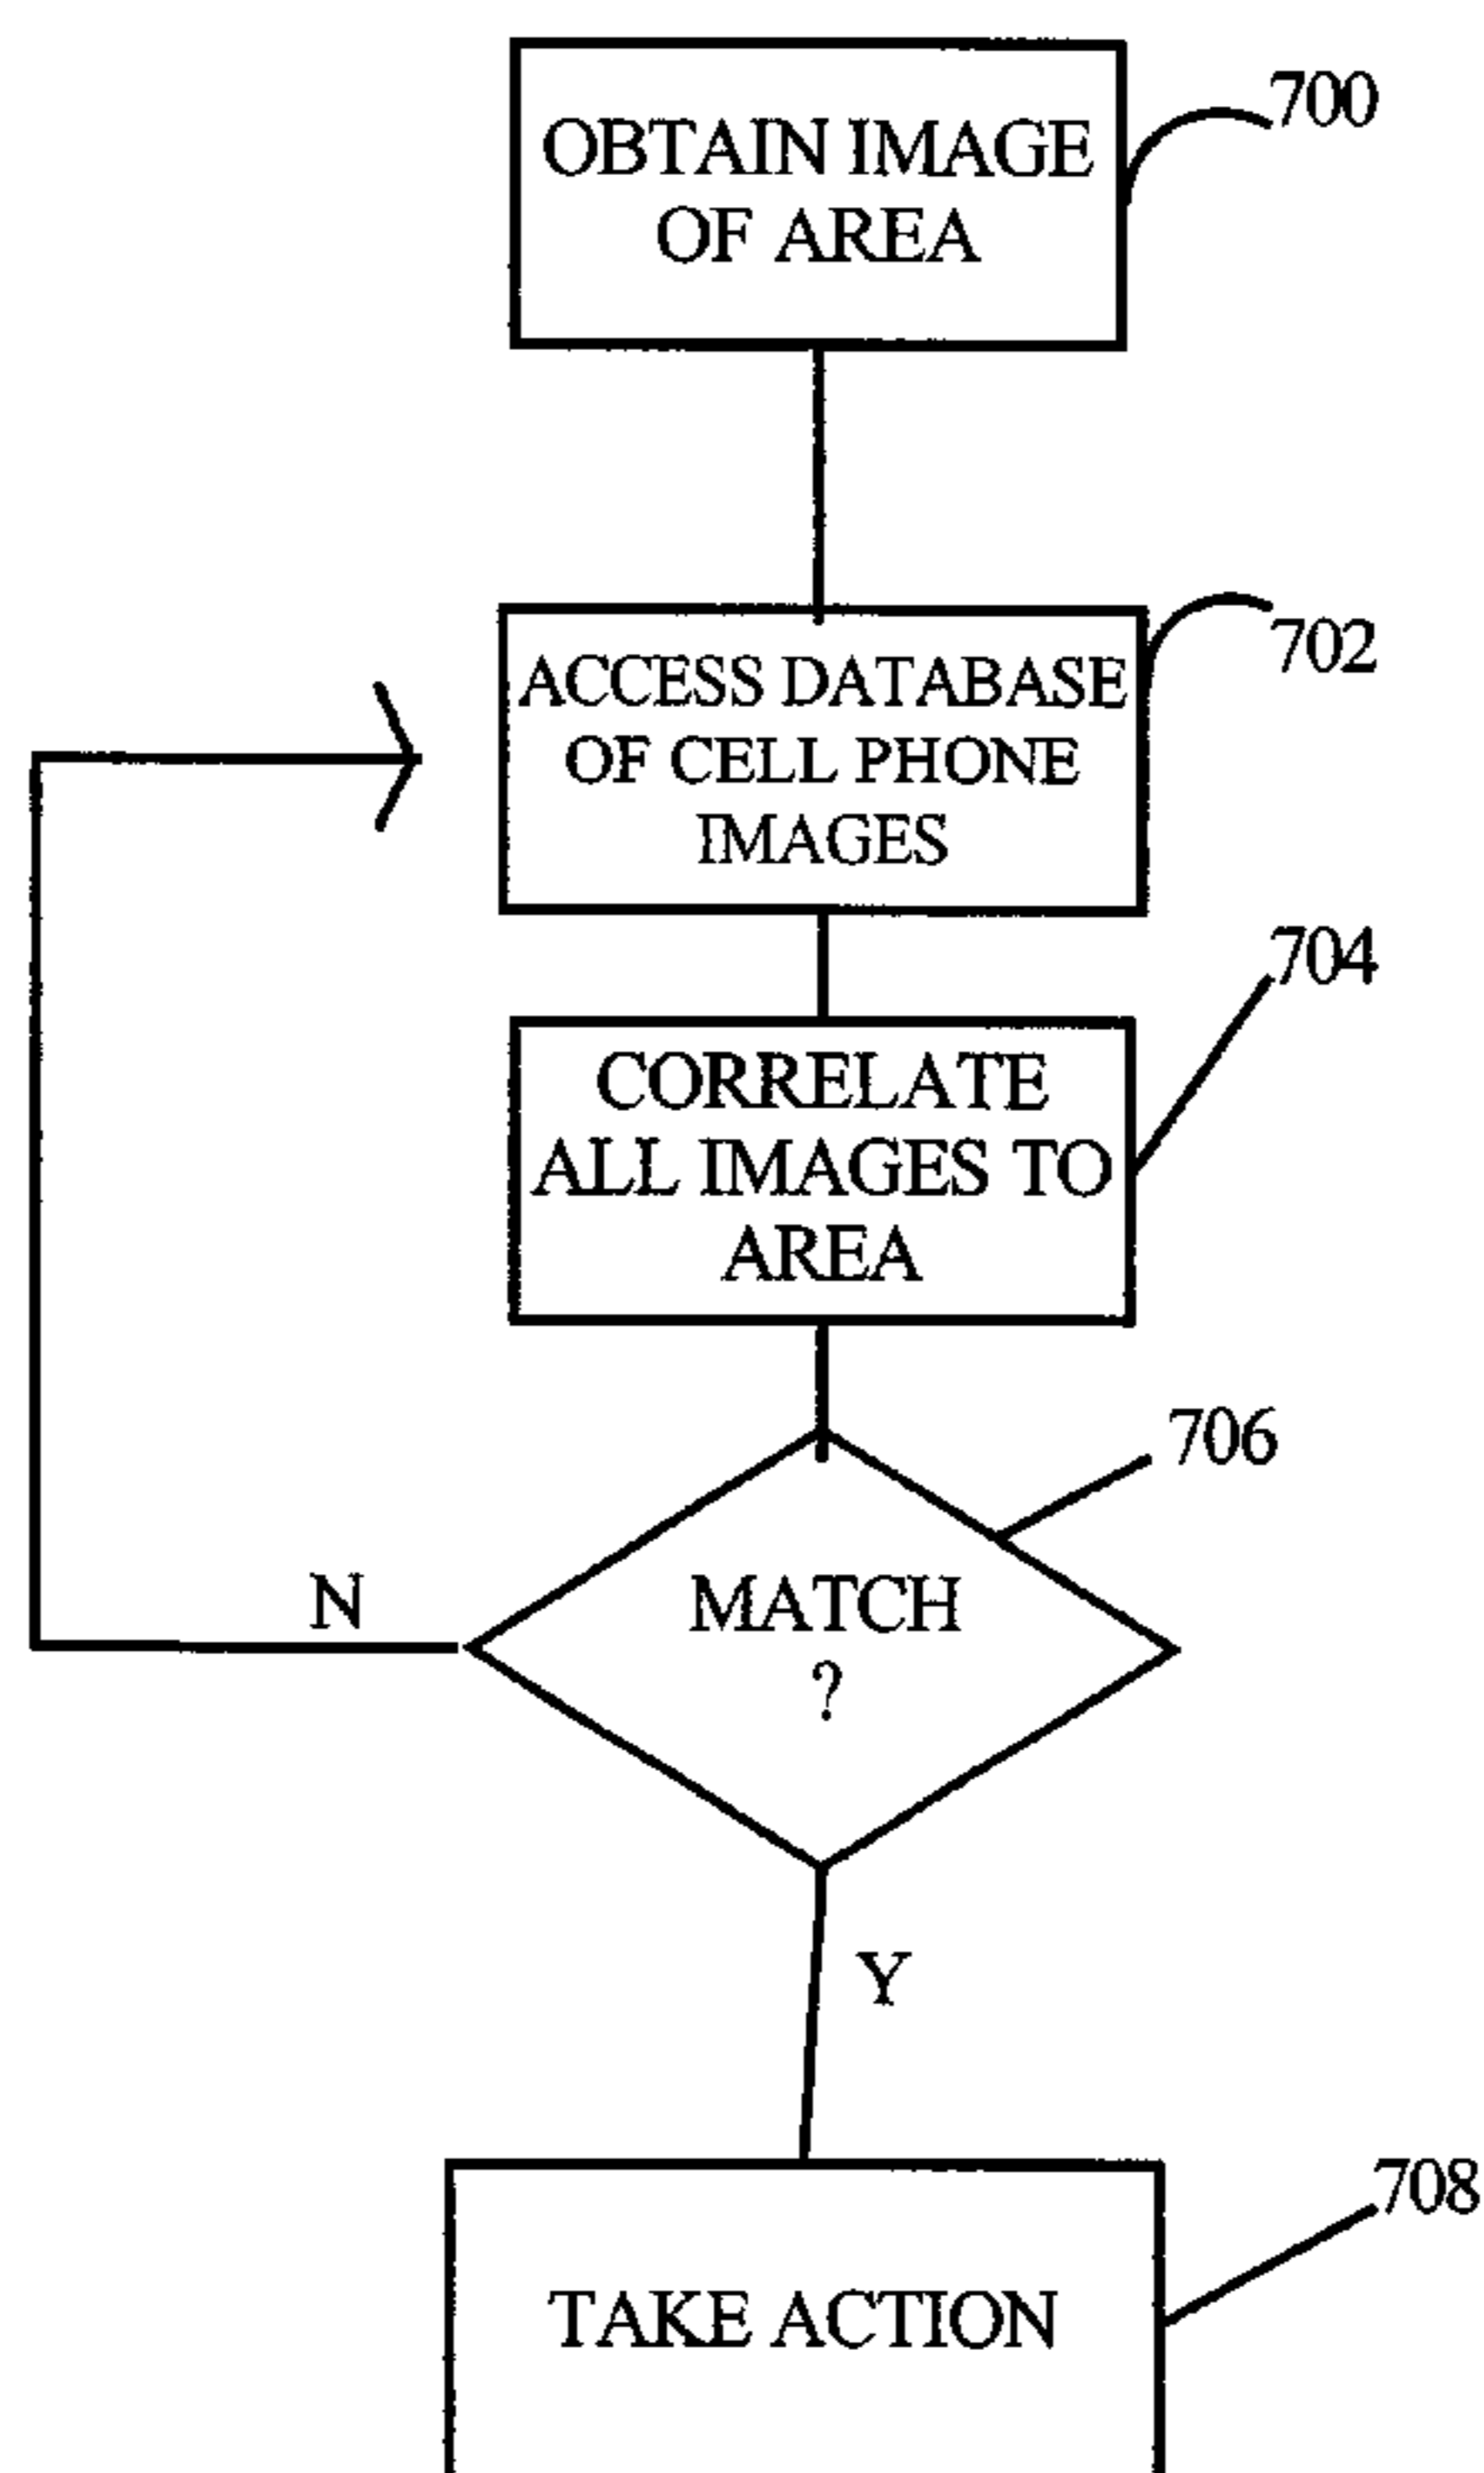 OBTAIN IMAGE
OF AREA
700
ACCESS DATABASE
OF CELL PHONE
IMAGES
702
CORRELATE
ALL IMAGES TO
AREA
704
MATCH
?
706
N
Y
TAKE ACTION
708